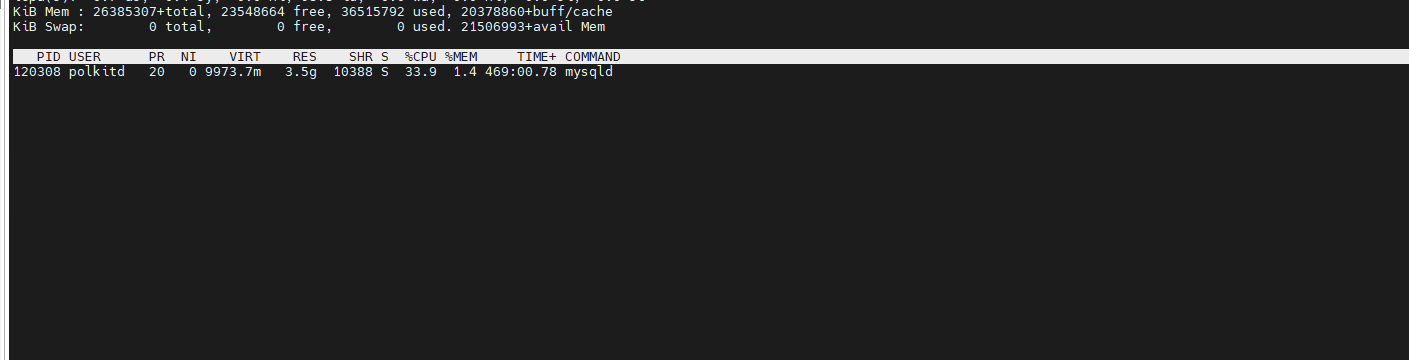 KiB Mem : 26385307+total, 23548664 free, 36515792 used, 20378860+buff/cache
KiB Swap:        0 total,        0 free,        0 used. 21506993+avail Mem
PID USER      PR  NI    VIRT    RES    SHR S  %CPU %MEM     TIME+ COMMAND
120308 polkitd   20   0 9973.7m   3.5g  10388 S  33.9  1.4 469:00.78 mysqld